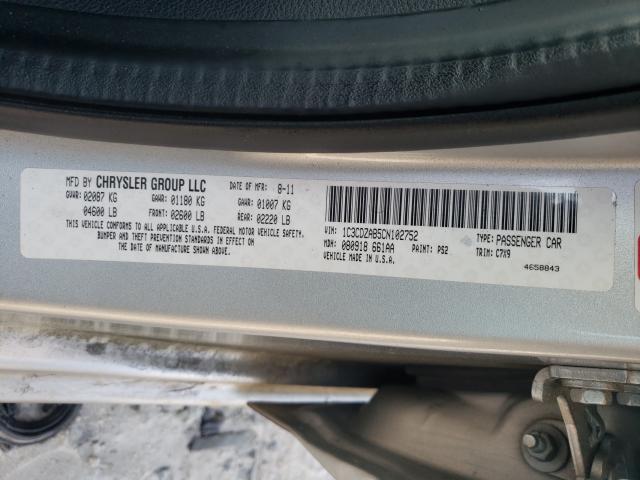 MFD BY CHRYSLER GROUP LLC DATE OF MFR 8-11
GVWR: 02087 KG GAWR: 01180 KG GAWR: 01007 KG
04600 LB FRONT: 02600 LB REAR: 02220 LB
THIS VEHICLE CONFORMS TO ALL APPLICABLE U.S.A. FEDERAL MOTOR VEHICLE SAFETY,
BUMPER AND THEFT PREVENTION STANDARDS IN EFFECT ON THE DATE OF
MANUFACTURE SHOWN ABOVE.
VIN: 1C3CDZAB5CN102752 TYPE: PASSENGER CAR
MDH: 080918 661AA PAINT: PS2 TRIM: C7X9
VEHICLE MADE IN U.S.A.
4658843